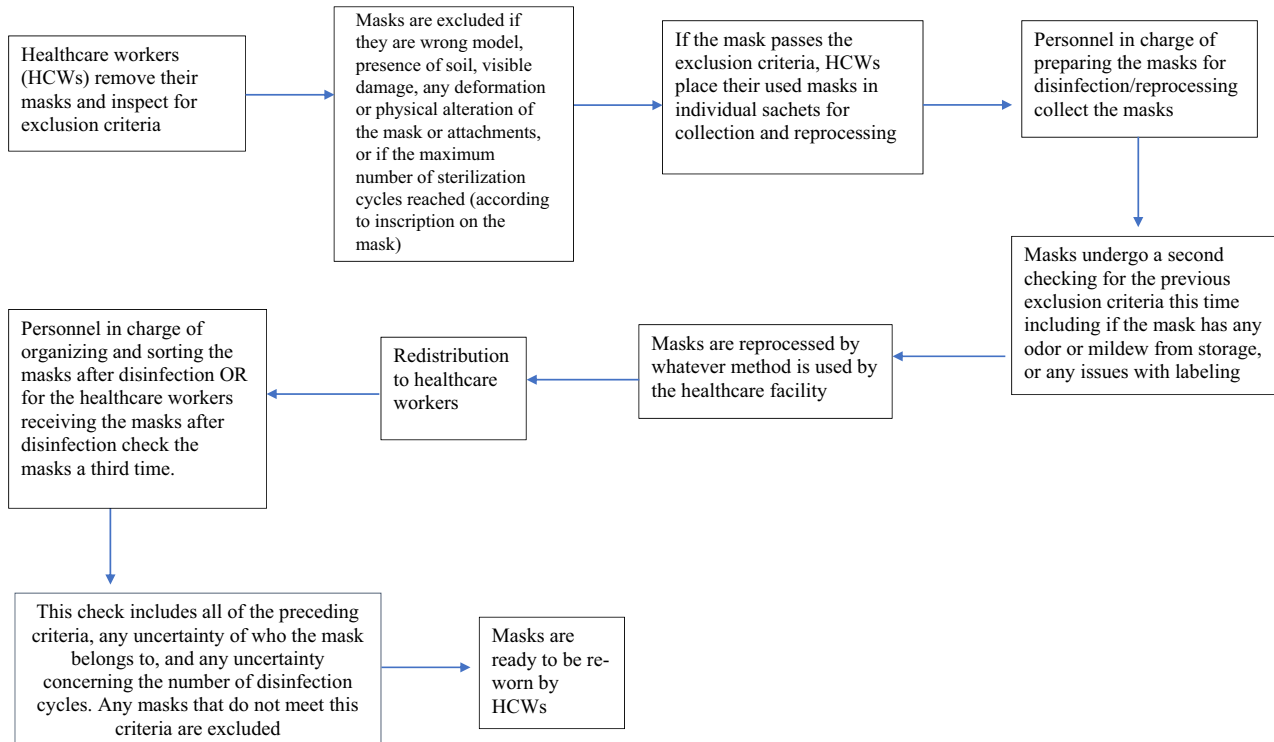 Healthcare workers
(HCWs) remove their
masks and inspect for
exclusion criteria
Masks are excluded if
they are wrong model,
presence of soil, visible
damage, any deformation
or physical alteration of
the mask or attachments,
or if the maximum
number of sterilization
cycles reached (according
to inscription on the
mask)
If the mask passes the
exclusion criteria, HCWs
place their used masks in
individual sachets for
collection and reprocessing
Personnel in charge of
preparing the masks for
disinfection/reprocessing
collect the masks
Masks undergo a second
checking for the previous
exclusion criteria this time
including if the mask has any
odor or mildew from storage,
or any issues with labeling
Masks are reprocessed by
whatever method is used by
the healthcare facility
Redistribution
to healthcare
workers
Personnel in charge of
organizing and sorting the
masks after disinfection OR
for the healthcare workers
receiving the masks after
disinfection check the
masks a third time.
This check includes all of the preceding
criteria, any uncertainty of who the mask
belongs to, and any uncertainty
concerning the number of disinfection
cycles. Any masks that do not meet this
criteria are excluded
Masks are
ready to be re-
worn by
HCWs